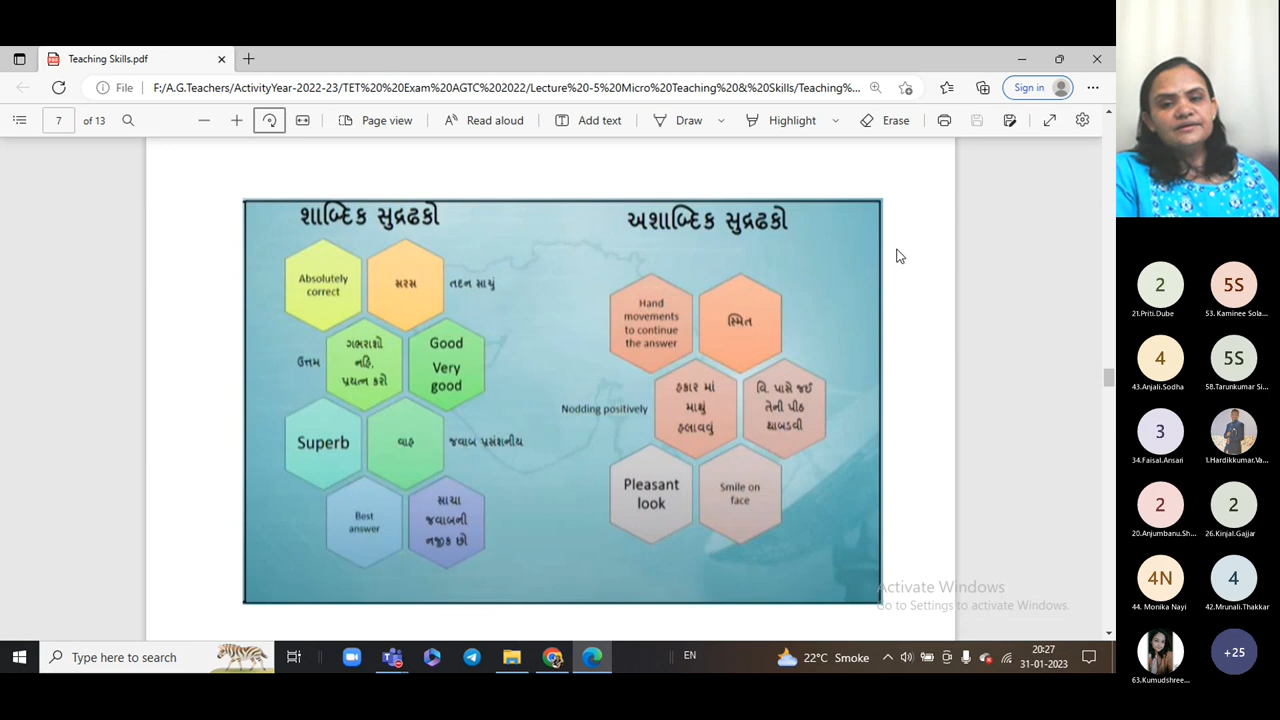 Teaching Skills.pdf
File
F:/A.G.Teachers/ActivityYear-2022-23/TET%20%20Exam%20AGTC%202022/Lecture%20-5%20Micro%20Teaching%20&%20Skills/Teaching%...
Sign in
7 of 13
Page view
Read aloud
Add text
Draw
Highlight
Erase
શાબ્દિક સુદ્રઢકો
Absolutely
correct
સરસ
તદ્દન સાચું
ઉત્તમ
ગભરાશો
નહિ,
પ્રયત્ન કરો
Good
Very
good
Superb
વાહ
જવાબ પ્રસંશનીય
Best
answer
સાચા
જવાબની
નજીક છો
અશાબ્દિક સુદ્રઢકો
Hand
movements
to continue
the answer
સ્મિત
Nodding positively
હકાર માં
માથું
હલાવવું
વિ. પાસે જઈ
તેની પીઠ
થાબડવી
Pleasant
look
Smile on
face
Activate Windows
Go to Settings to activate Windows.
2
21.Priti.Dube
5S
53. Kaminee Sola...
4
43.Anjali.Sodha
5S
58.Tarunkumar Si...
3
34.Faisal.Ansari
1.Hardikkumar.Va...
2
20.Anjumbanu.Sh...
2
26.Kinjal.Gajjar
4N
44. Monika Nayi
4
42.Mrunali.Thakkar
63.Kumudshree...
+25
Type here to search
EN
22°C Smoke
20:27
31-01-2023